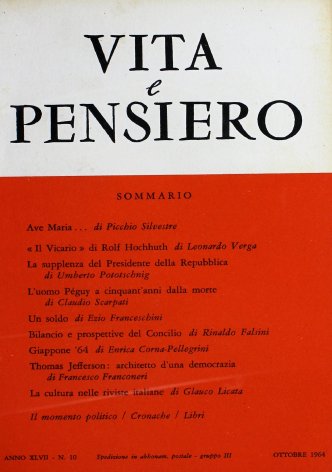 VITA
e
PENSIERO
SOMMARIO
Ave Maria . . . di Picchio Silvestre
« Il Vicario » di Rolf Hochhuth di Leonardo Verga
La supplenza del Presidente della Repubblica
di Umberto Pototschnig
L'uomo Péguy a cinquant'anni dalla morte
di Claudio Scarpati
Un soldo di Ezio Franceschini
Bilancio e prospettive del Concilio di Rinaldo Falsini
Giappone '64 di Enrica Corna-Pellegrini
Thomas Jefferson: architetto d'una democrazia
di Francesco Franconeri
La cultura nelle riviste italiane di Glauco Licata
Il momento politico / Cronache / Libri
ANNO XLVII - N. 10 Spedizione in abbonam. postale - gruppo III OTTOBRE 1964